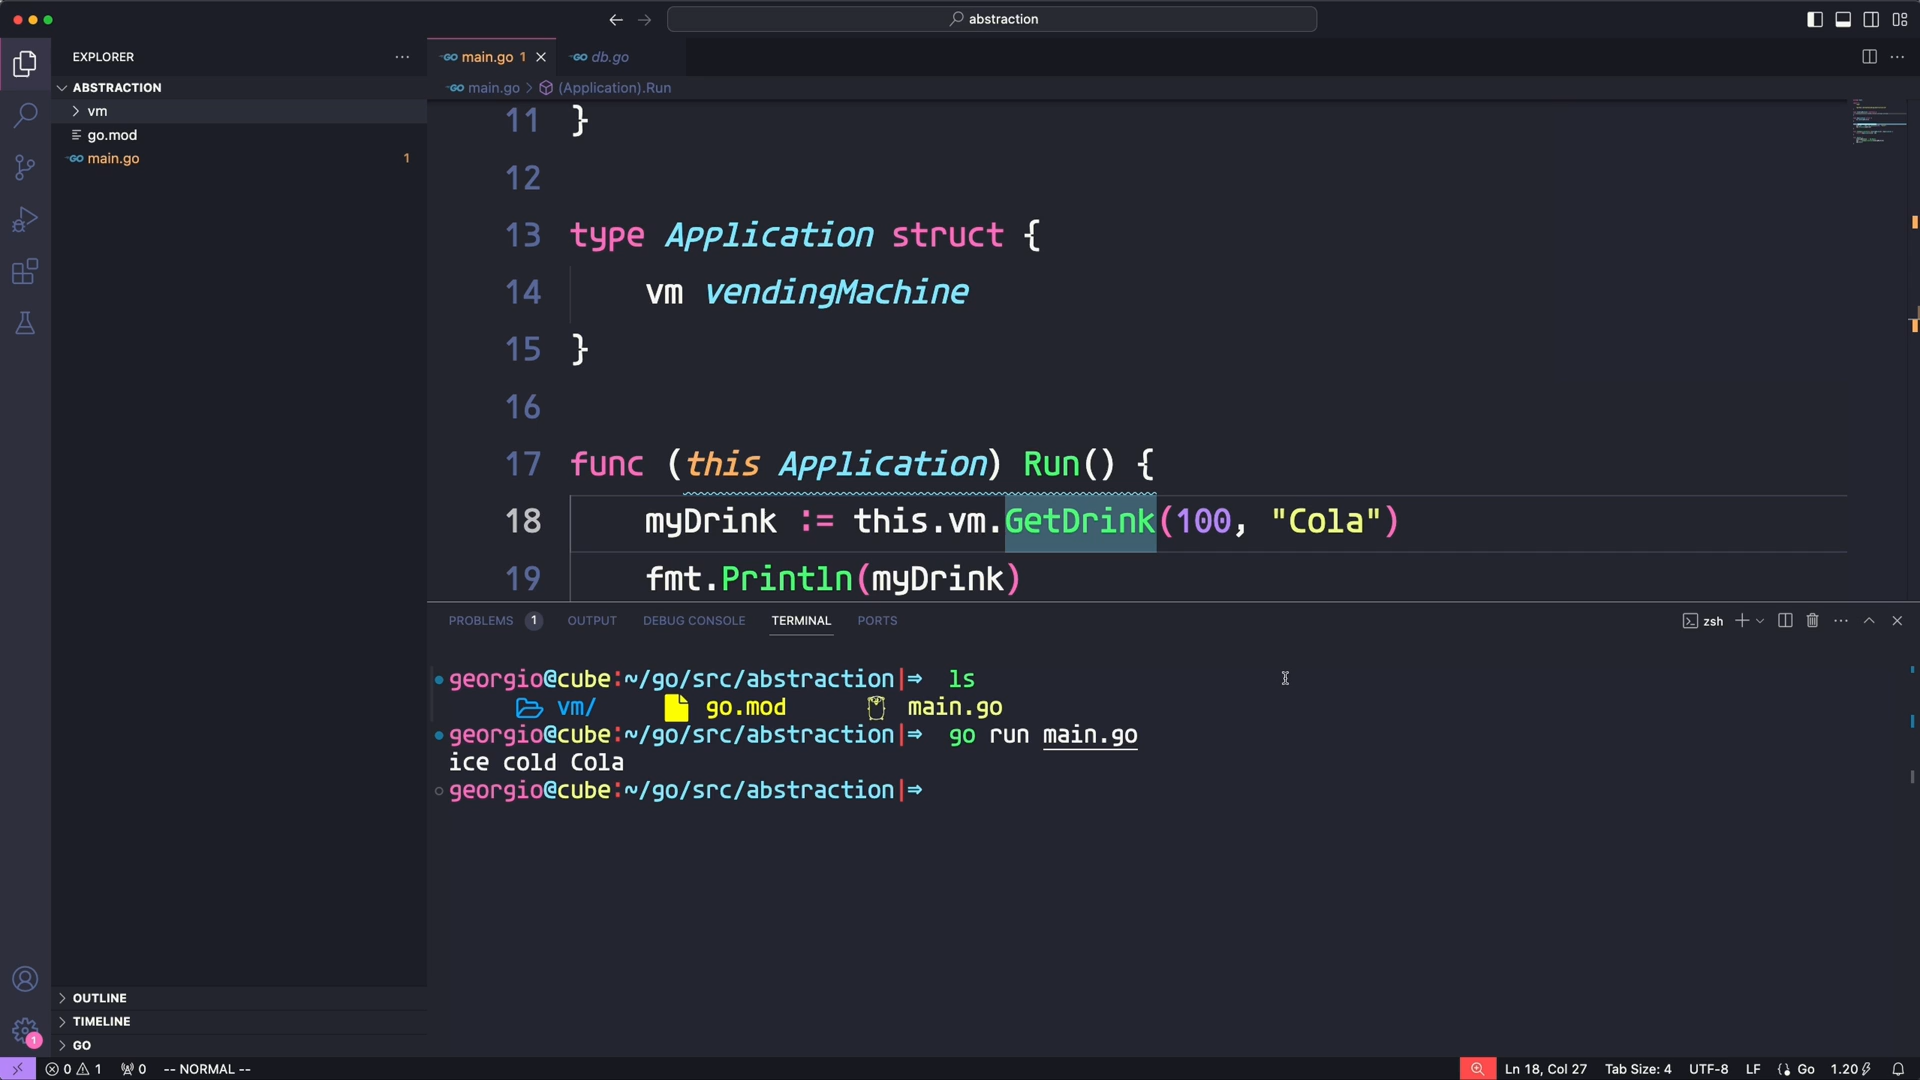 abstraction
EXPLORER
ABSTRACTION
vm
go.mod
main.go 1
main.go 1
db.go
main.go > (Application).Run
11 }
12
13 type Application struct {
14 vm vendingMachine
15 }
16
17 func (this Application) Run() {
18 myDrink := this.vm.GetDrink(100, "Cola")
19 fmt.Println(myDrink)
PROBLEMS 1 OUTPUT DEBUG CONSOLE TERMINAL PORTS
zsh
georgio@cube:~/go/src/abstraction|⇒ ls
vm/ go.mod main.go
georgio@cube:~/go/src/abstraction|⇒ go run main.go
ice cold Cola
georgio@cube:~/go/src/abstraction|⇒
OUTLINE
TIMELINE
GO
1
0 1 0 -- NORMAL -- Ln 18, Col 27 Tab Size: 4 UTF-8 LF Go 1.20